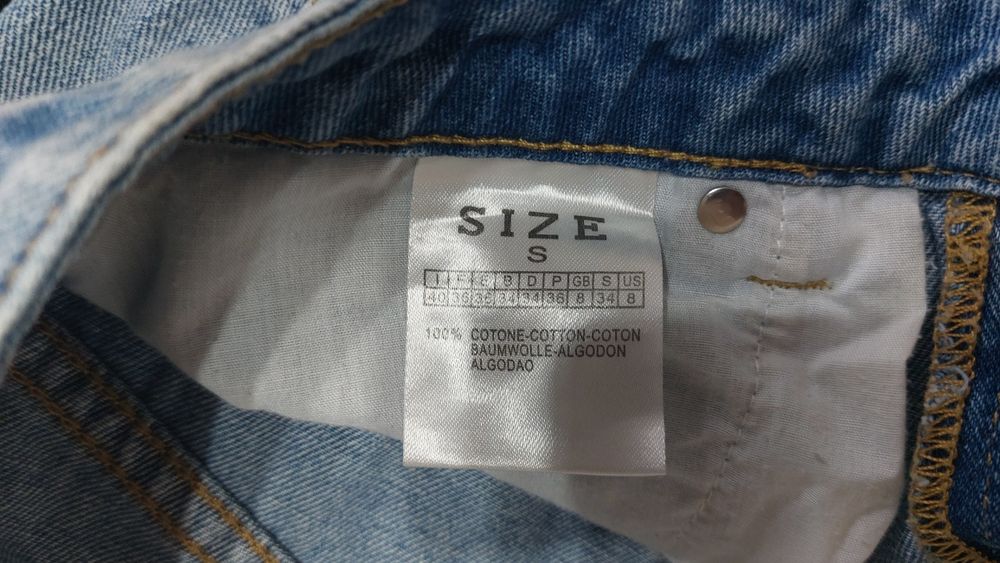 SIZE
S
I F E B D P GB S US
40 36 36 34 34 36 8 34 8
100% COTONE-COTTON-COTON
BAUMWOLLE-ALGODON
ALGODAO